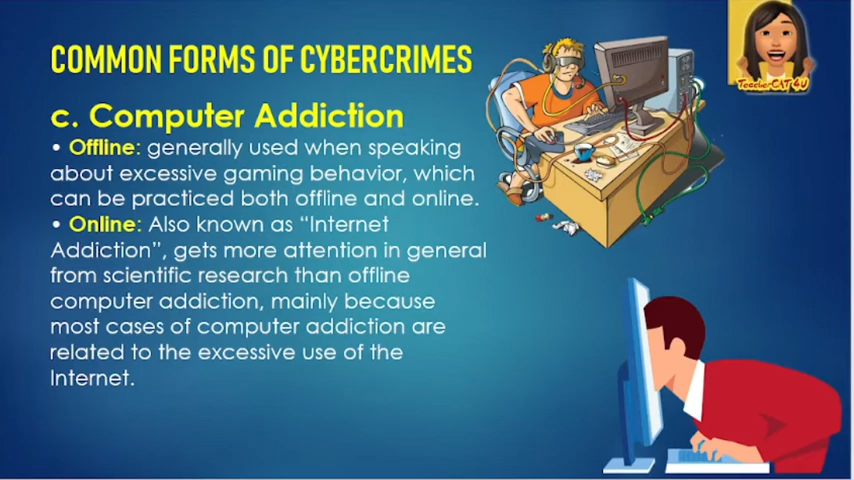 COMMON FORMS OF CYBERCRIMES
TeacherCAT 4U
c. Computer Addiction
• Offline: generally used when speaking
about excessive gaming behavior, which
can be practiced both offline and online.
• Online: Also known as “Internet
Addiction”, gets more attention in general
from scientific research than offline
computer addiction, mainly because
most cases of computer addiction are
related to the excessive use of the
Internet.